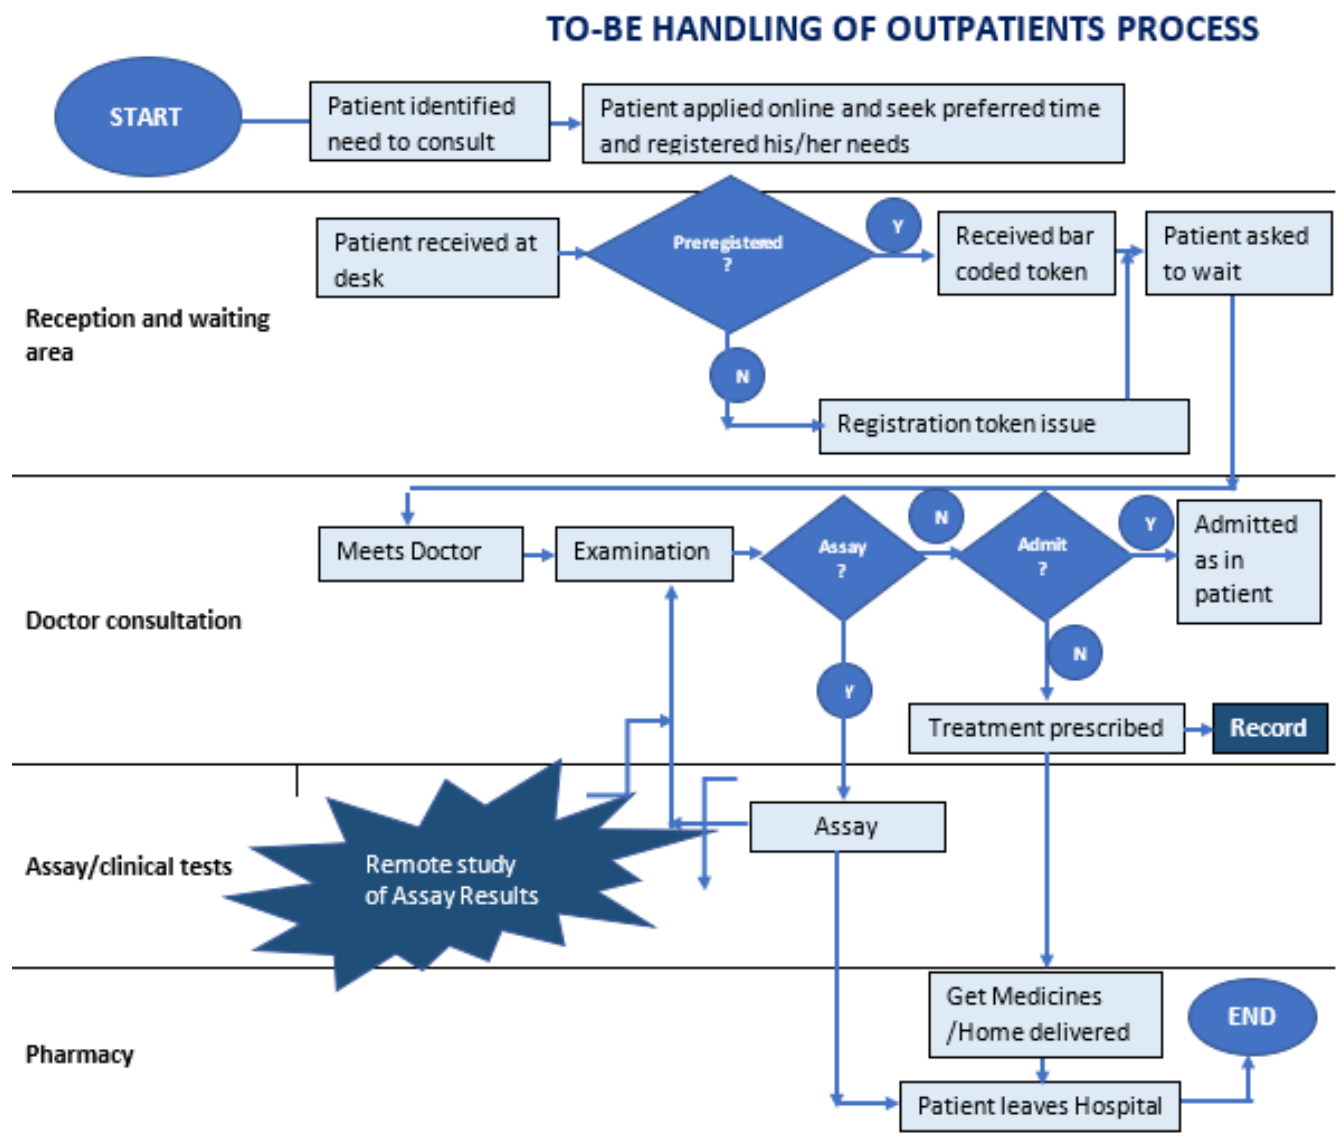 TO-BE HANDLING OF OUTPATIENTS PROCESS
START
Patient identified
need to consult
Patient applied online and seek preferred time
and registered his/her needs
Reception and waiting
area
Patient received at
desk
Preregistered
?
Y
Received bar
coded token
Patient asked
to wait
N
Registration token issue
Doctor consultation
Meets Doctor
Examination
Assay
?
N
Admit
?
Y
Admitted
as in
patient
Y
N
Treatment prescribed
Record
Assay/clinical tests
Remote study
of Assay Results
Assay
Pharmacy
Get Medicines
/Home delivered
END
Patient leaves Hospital